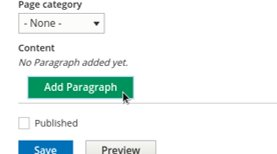 Page category
- None -
Content
No Paragraph added yet.
Add Paragraph
Published
Save Preview